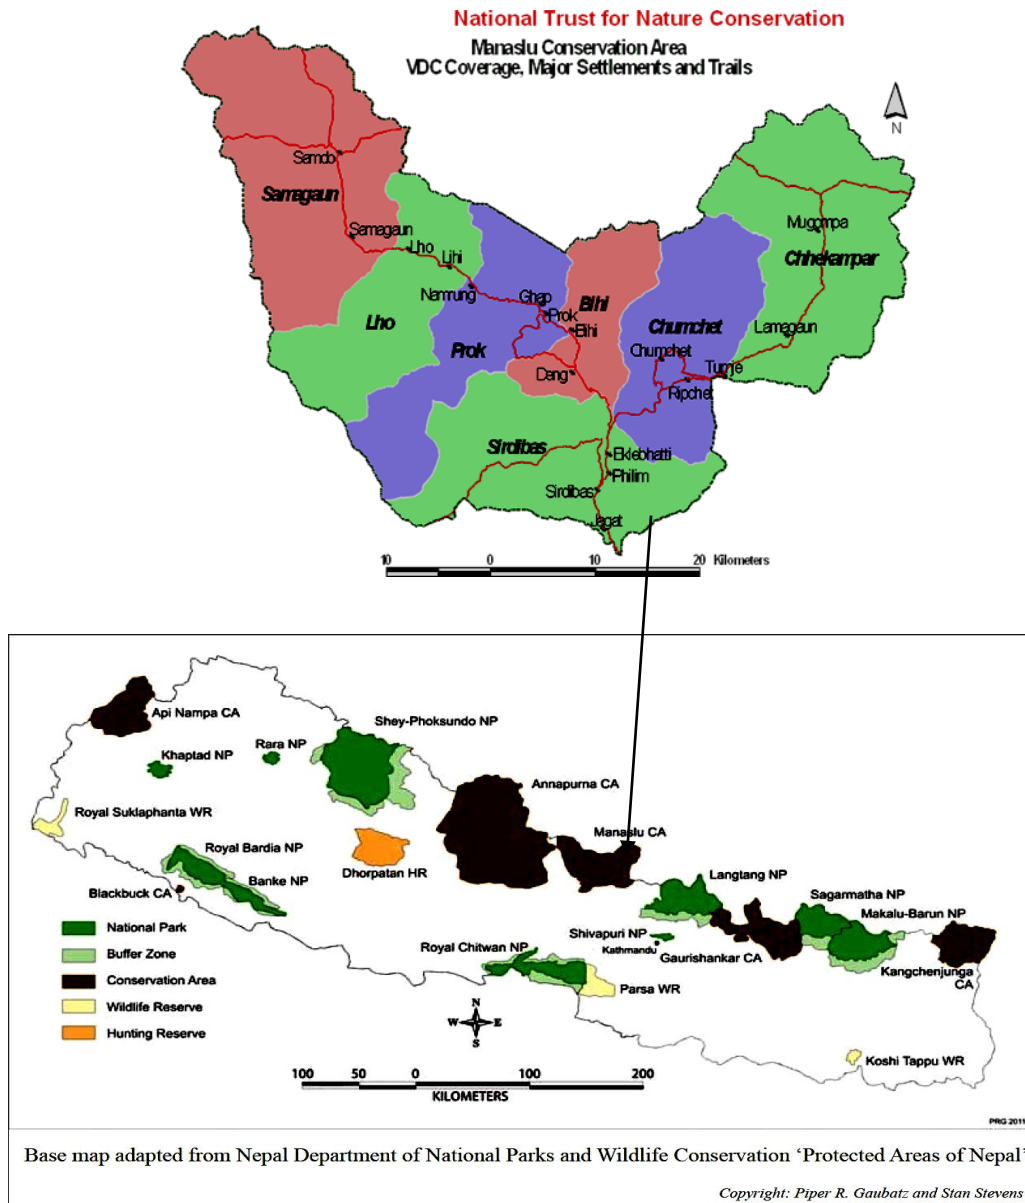 National Trust for Nature Conservation
Manaslu Conservation Area
VDC Coverage, Major Settlements and Trails
N
Samdo
Samagaun
Samagaun
Lho
Lihi
Namrung
Lho
Ghap
Prok
Bihi
Bihi
Prok
Deng
Chumchet
Chumchet
Ripchet
Tumje
Mugompa
Chhekampar
Lamagaun
Sirdibas
Eklebhatti
Philim
Sirdibas
Jagat
10 0 10 20 Kilometers
Api Nampa CA
Khaptad NP
Rara NP
Shey-Phoksundo NP
Annapurna CA
Royal Suklaphanta WR
Manaslu CA
Royal Bardia NP
Banke NP
Dhorpatan HR
Blackbuck CA
Langtang NP
Sagarmatha NP
Makalu-Barun NP
National Park
Buffer Zone
Conservation Area
Wildlife Reserve
Hunting Reserve
Royal Chitwan NP
Shivapuri NP
Kathmandu
Gaurishankar CA
Kangchenjunga
CA
Parsa WR
N
W E
S
Koshi Tappu WR
100 50 0 100 200
KILOMETERS
PRG 2011
Base map adapted from Nepal Department of National Parks and Wildlife Conservation ‘Protected Areas of Nepal’
Copyright: Piper R. Gaubatz and Stan Stevens